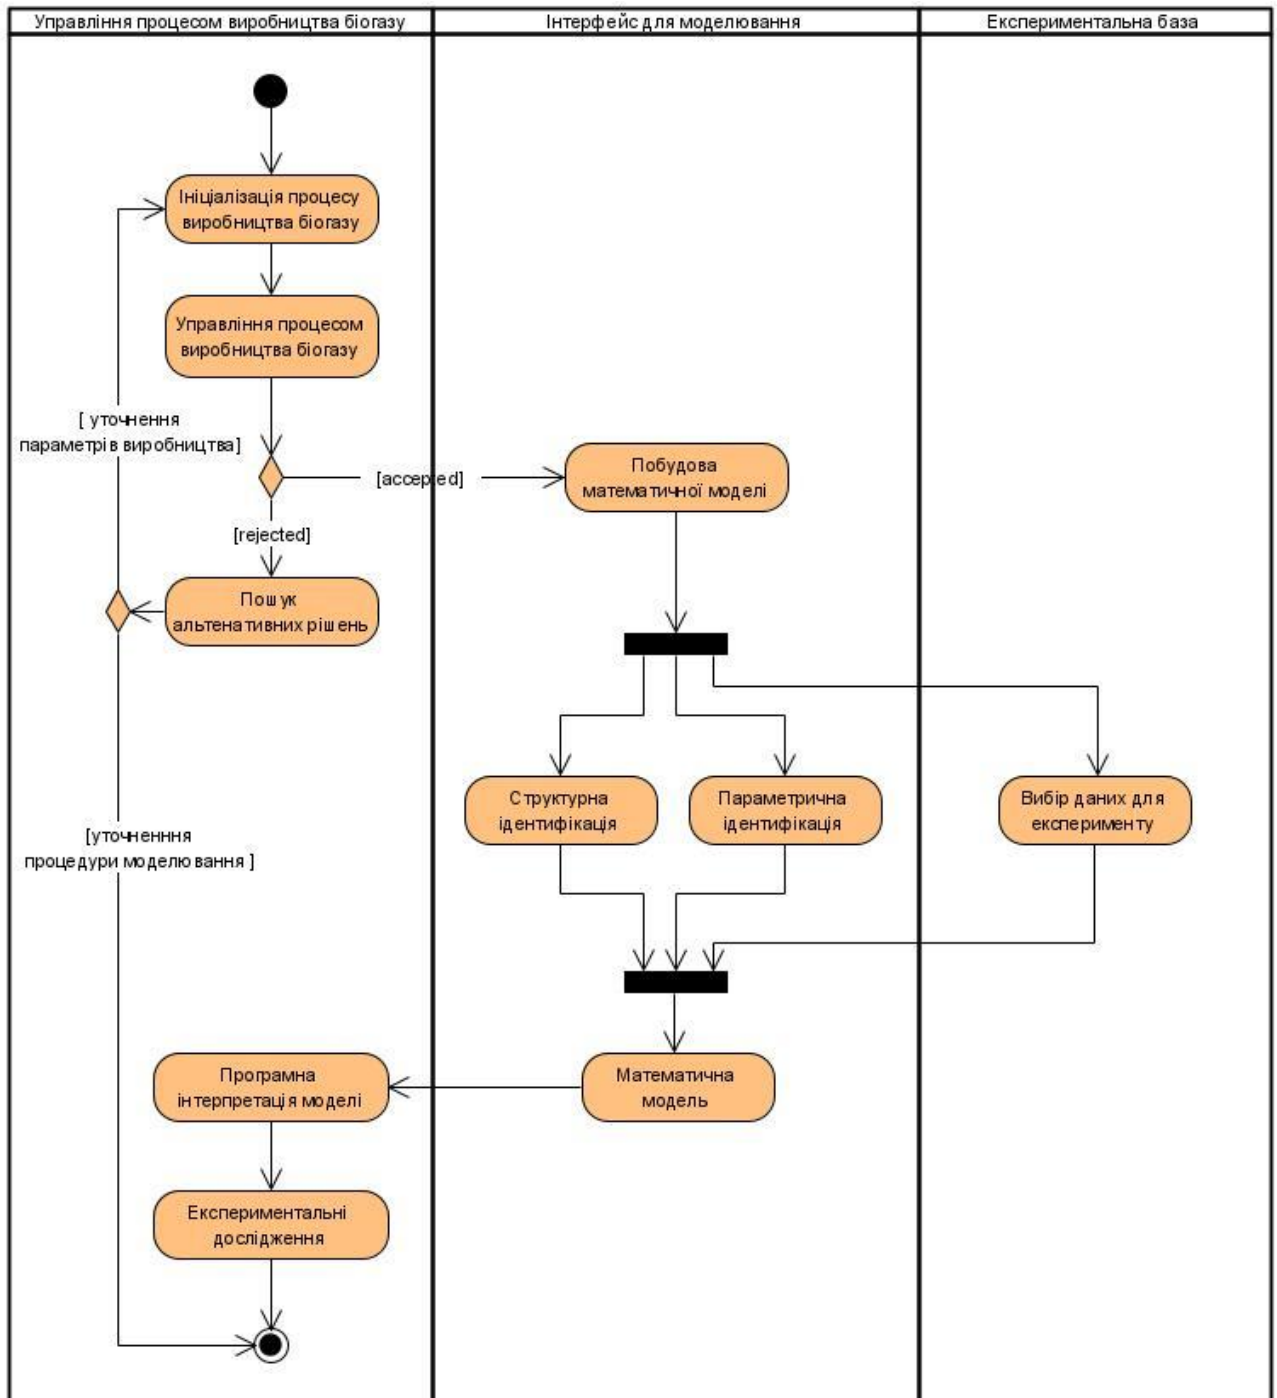 Управління процесом виробництва біогазу
Інтерфейс для моделювання
Експериментальна база
Ініціалізація процесу
виробництва біогазу
Управління процесом
виробництва біогазу
[ уточнення
параметрів виробництва]
[accepted]
Побудова
математичної моделі
[rejected]
Пошук
альтенативних рішень
Структурна
ідентифікація
Параметрична
ідентифікація
Вибір даних для
експерименту
[уточненння
процедури моделювання ]
Програмна
інтерпретація моделі
Математична
модель
Експериментальні
дослідження